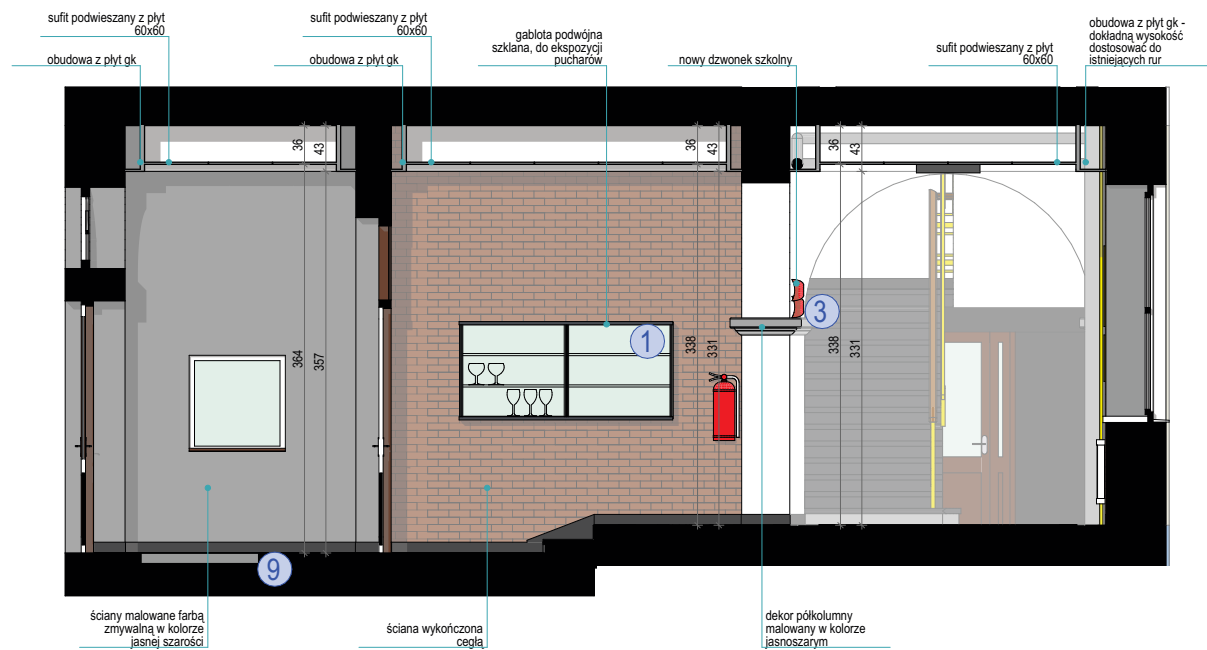 sufit podwieszany z płyt
60x60
obudowa z płyt gk
sufit podwieszany z płyt
60x60
obudowa z płyt gk
gablota podwójna
szklana, do ekspozycji
pucharów
nowy dzwonek szkolny
sufit podwieszany z płyt
60x60
obudowa z płyt gk -
dokładną wysokość
dostosować do
istniejących rur
36
43
36
43
36
43
364
357
338
331
338
331
1
3
9
ściany malowane farbą
zmywalną w kolorze
jasnej szarości
ściana wykończona
cegłą
dekor półkolumny
malowany w kolorze
jasnoszarym